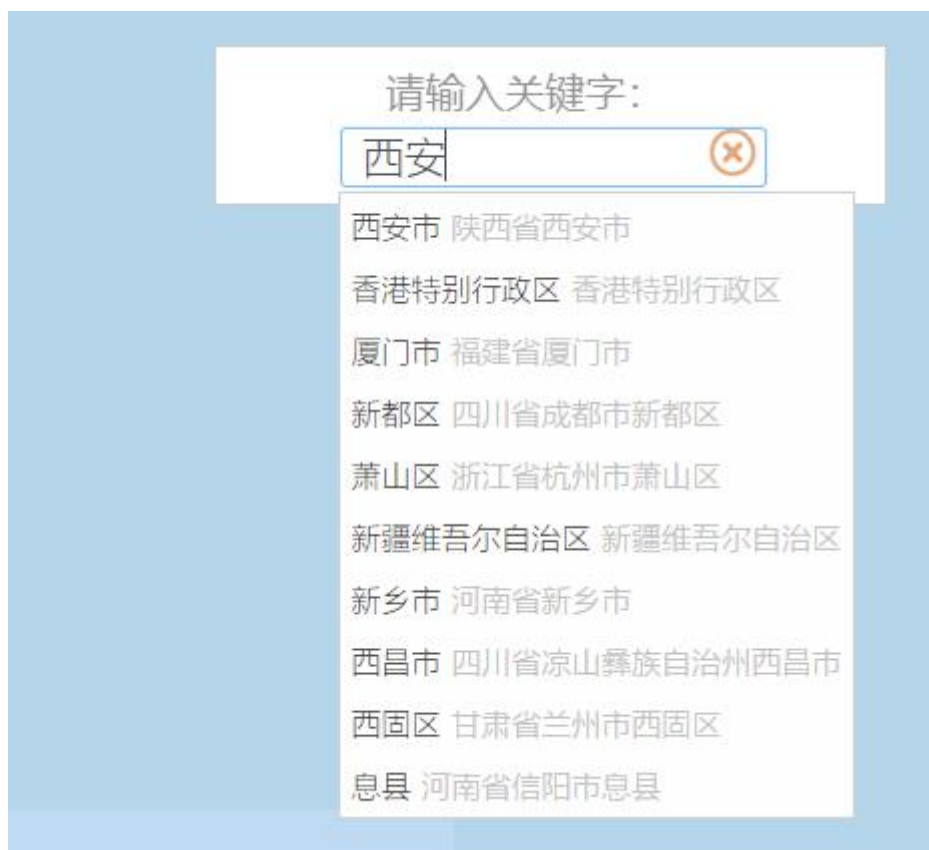 请输入关键字：
西安
西安市 陕西省西安市
香港特别行政区 香港特别行政区
厦门市 福建省厦门市
新都区 四川省成都市新都区
萧山区 浙江省杭州市萧山区
新疆维吾尔自治区 新疆维吾尔自治区
新乡市 河南省新乡市
西昌市 四川省凉山彝族自治州西昌市
西固区 甘肃省兰州市西固区
息县 河南省信阳市息县